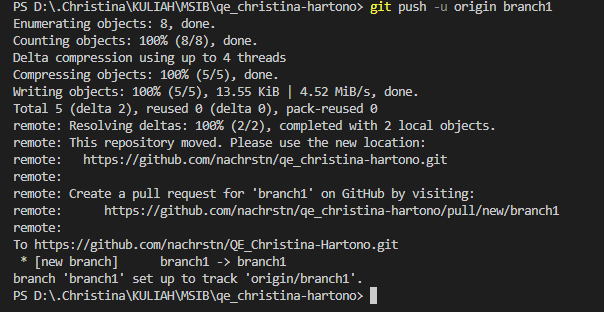 PS D:\.Christina\KULIAH\MSIB\qe_christina-hartono> git push -u origin branch1
Enumerating objects: 8, done.
Counting objects: 100% (8/8), done.
Delta compression using up to 4 threads
Compressing objects: 100% (5/5), done.
Writing objects: 100% (5/5), 13.55 KiB | 4.52 MiB/s, done.
Total 5 (delta 2), reused 0 (delta 0), pack-reused 0
remote: Resolving deltas: 100% (2/2), completed with 2 local objects.
remote: This repository moved. Please use the new location:
remote:   https://github.com/nachrstn/qe_christina-hartono.git
remote:
remote: Create a pull request for 'branch1' on GitHub by visiting:
remote:      https://github.com/nachrstn/qe_christina-hartono/pull/new/branch1
remote:
To https://github.com/nachrstn/QE_Christina-Hartono.git
 * [new branch]      branch1 -> branch1
branch 'branch1' set up to track 'origin/branch1'.
PS D:\.Christina\KULIAH\MSIB\qe_christina-hartono>